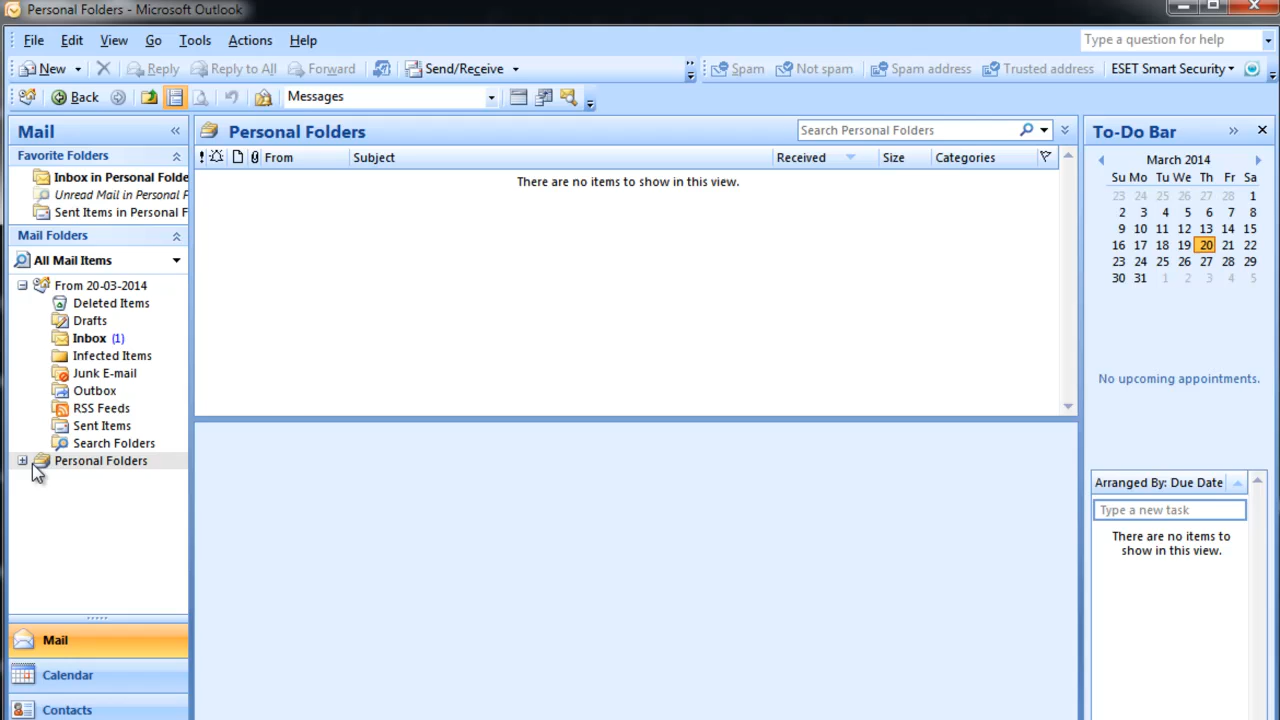 Personal Folders - Microsoft Outlook
File Edit View Go Tools Actions Help
Type a question for help
New Reply Reply to All Forward Send/Receive Spam Not spam Spam address Trusted address ESET Smart Security
Back Messages
Mail
Favorite Folders
Inbox in Personal Folde
Unread Mail in Personal F
Sent Items in Personal F
Mail Folders
All Mail Items
From 20-03-2014
Deleted Items
Drafts
Inbox (1)
Infected Items
Junk E-mail
Outbox
RSS Feeds
Sent Items
Search Folders
Personal Folders
Mail
Calendar
Contacts
Personal Folders
Search Personal Folders
From Subject Received Size Categories
There are no items to show in this view.
To-Do Bar
March 2014
Su Mo Tu We Th Fr Sa
23 24 25 26 27 28 1
2 3 4 5 6 7 8
9 10 11 12 13 14 15
16 17 18 19 20 21 22
23 24 25 26 27 28 29
30 31 1 2 3 4 5
No upcoming appointments.
Arranged By: Due Date
Type a new task
There are no items to
show in this view.